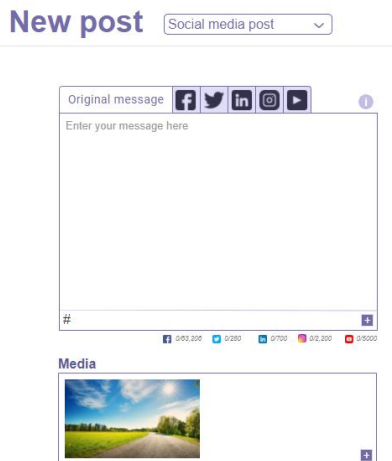 New post
Social media post
Original message
Enter your message here
#
0/63,206 0/280 0/700 0/2,200 0/5000
Media